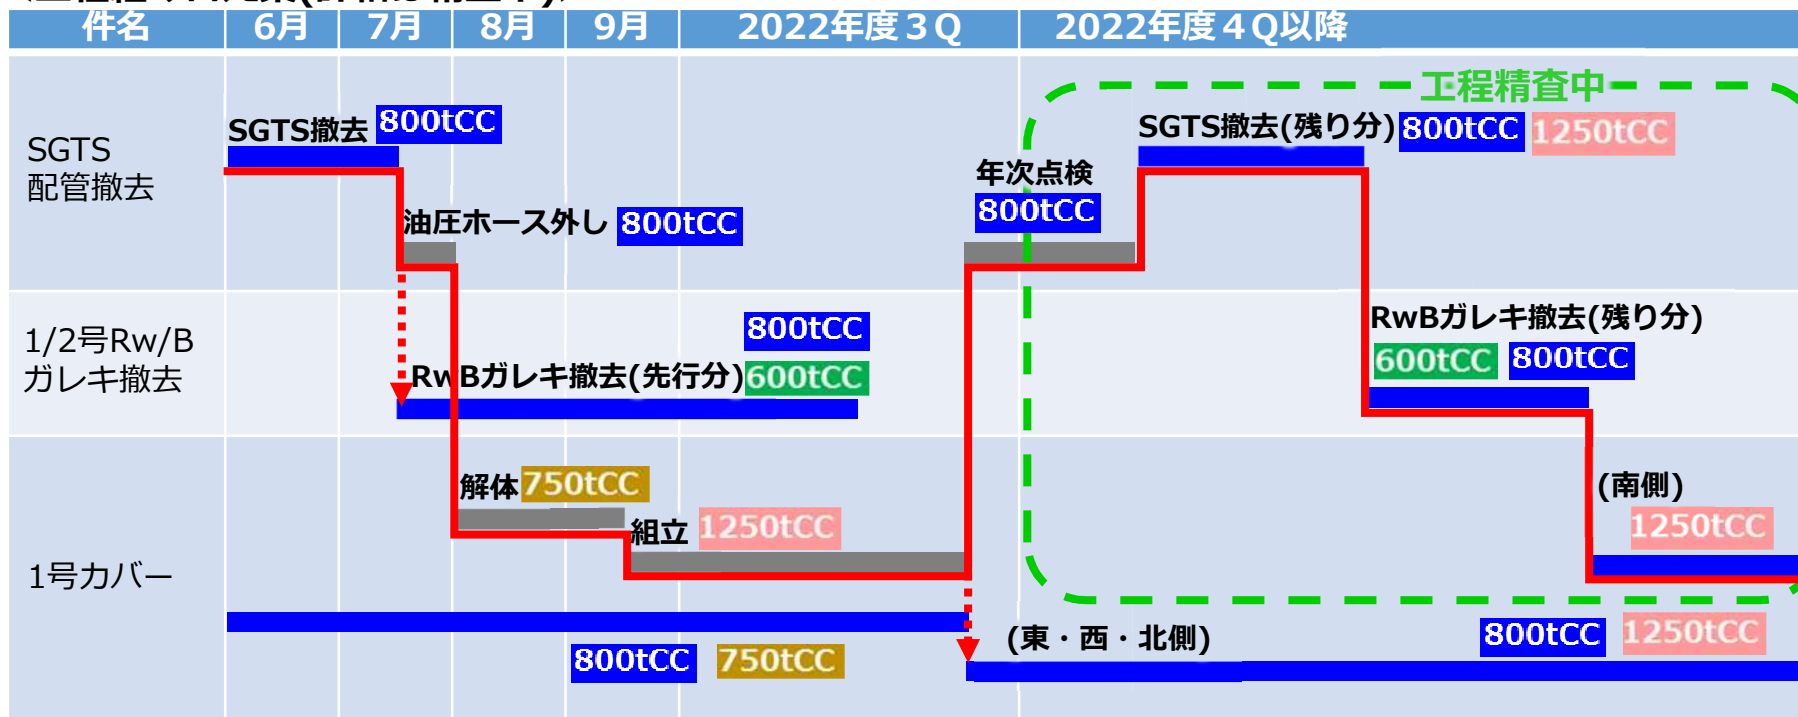 件名 6月 7月 8月 9月 2022年度３Q 2022年度４Q以降
工程精査中
SGTS撤去 800tCC
SGTS撤去(残り分) 800tCC 1250tCC
SGTS
配管撤去
年次点検
800tCC
油圧ホース外し 800tCC
1/2号Rw/B
ガレキ撤去
800tCC
RwBガレキ撤去(先行分) 600tCC
RwBガレキ撤去(残り分)
600tCC 800tCC
解体 750tCC
組立 1250tCC
(南側)
1250tCC
1号カバー
(東・西・北側)
800tCC 1250tCC
800tCC 750tCC